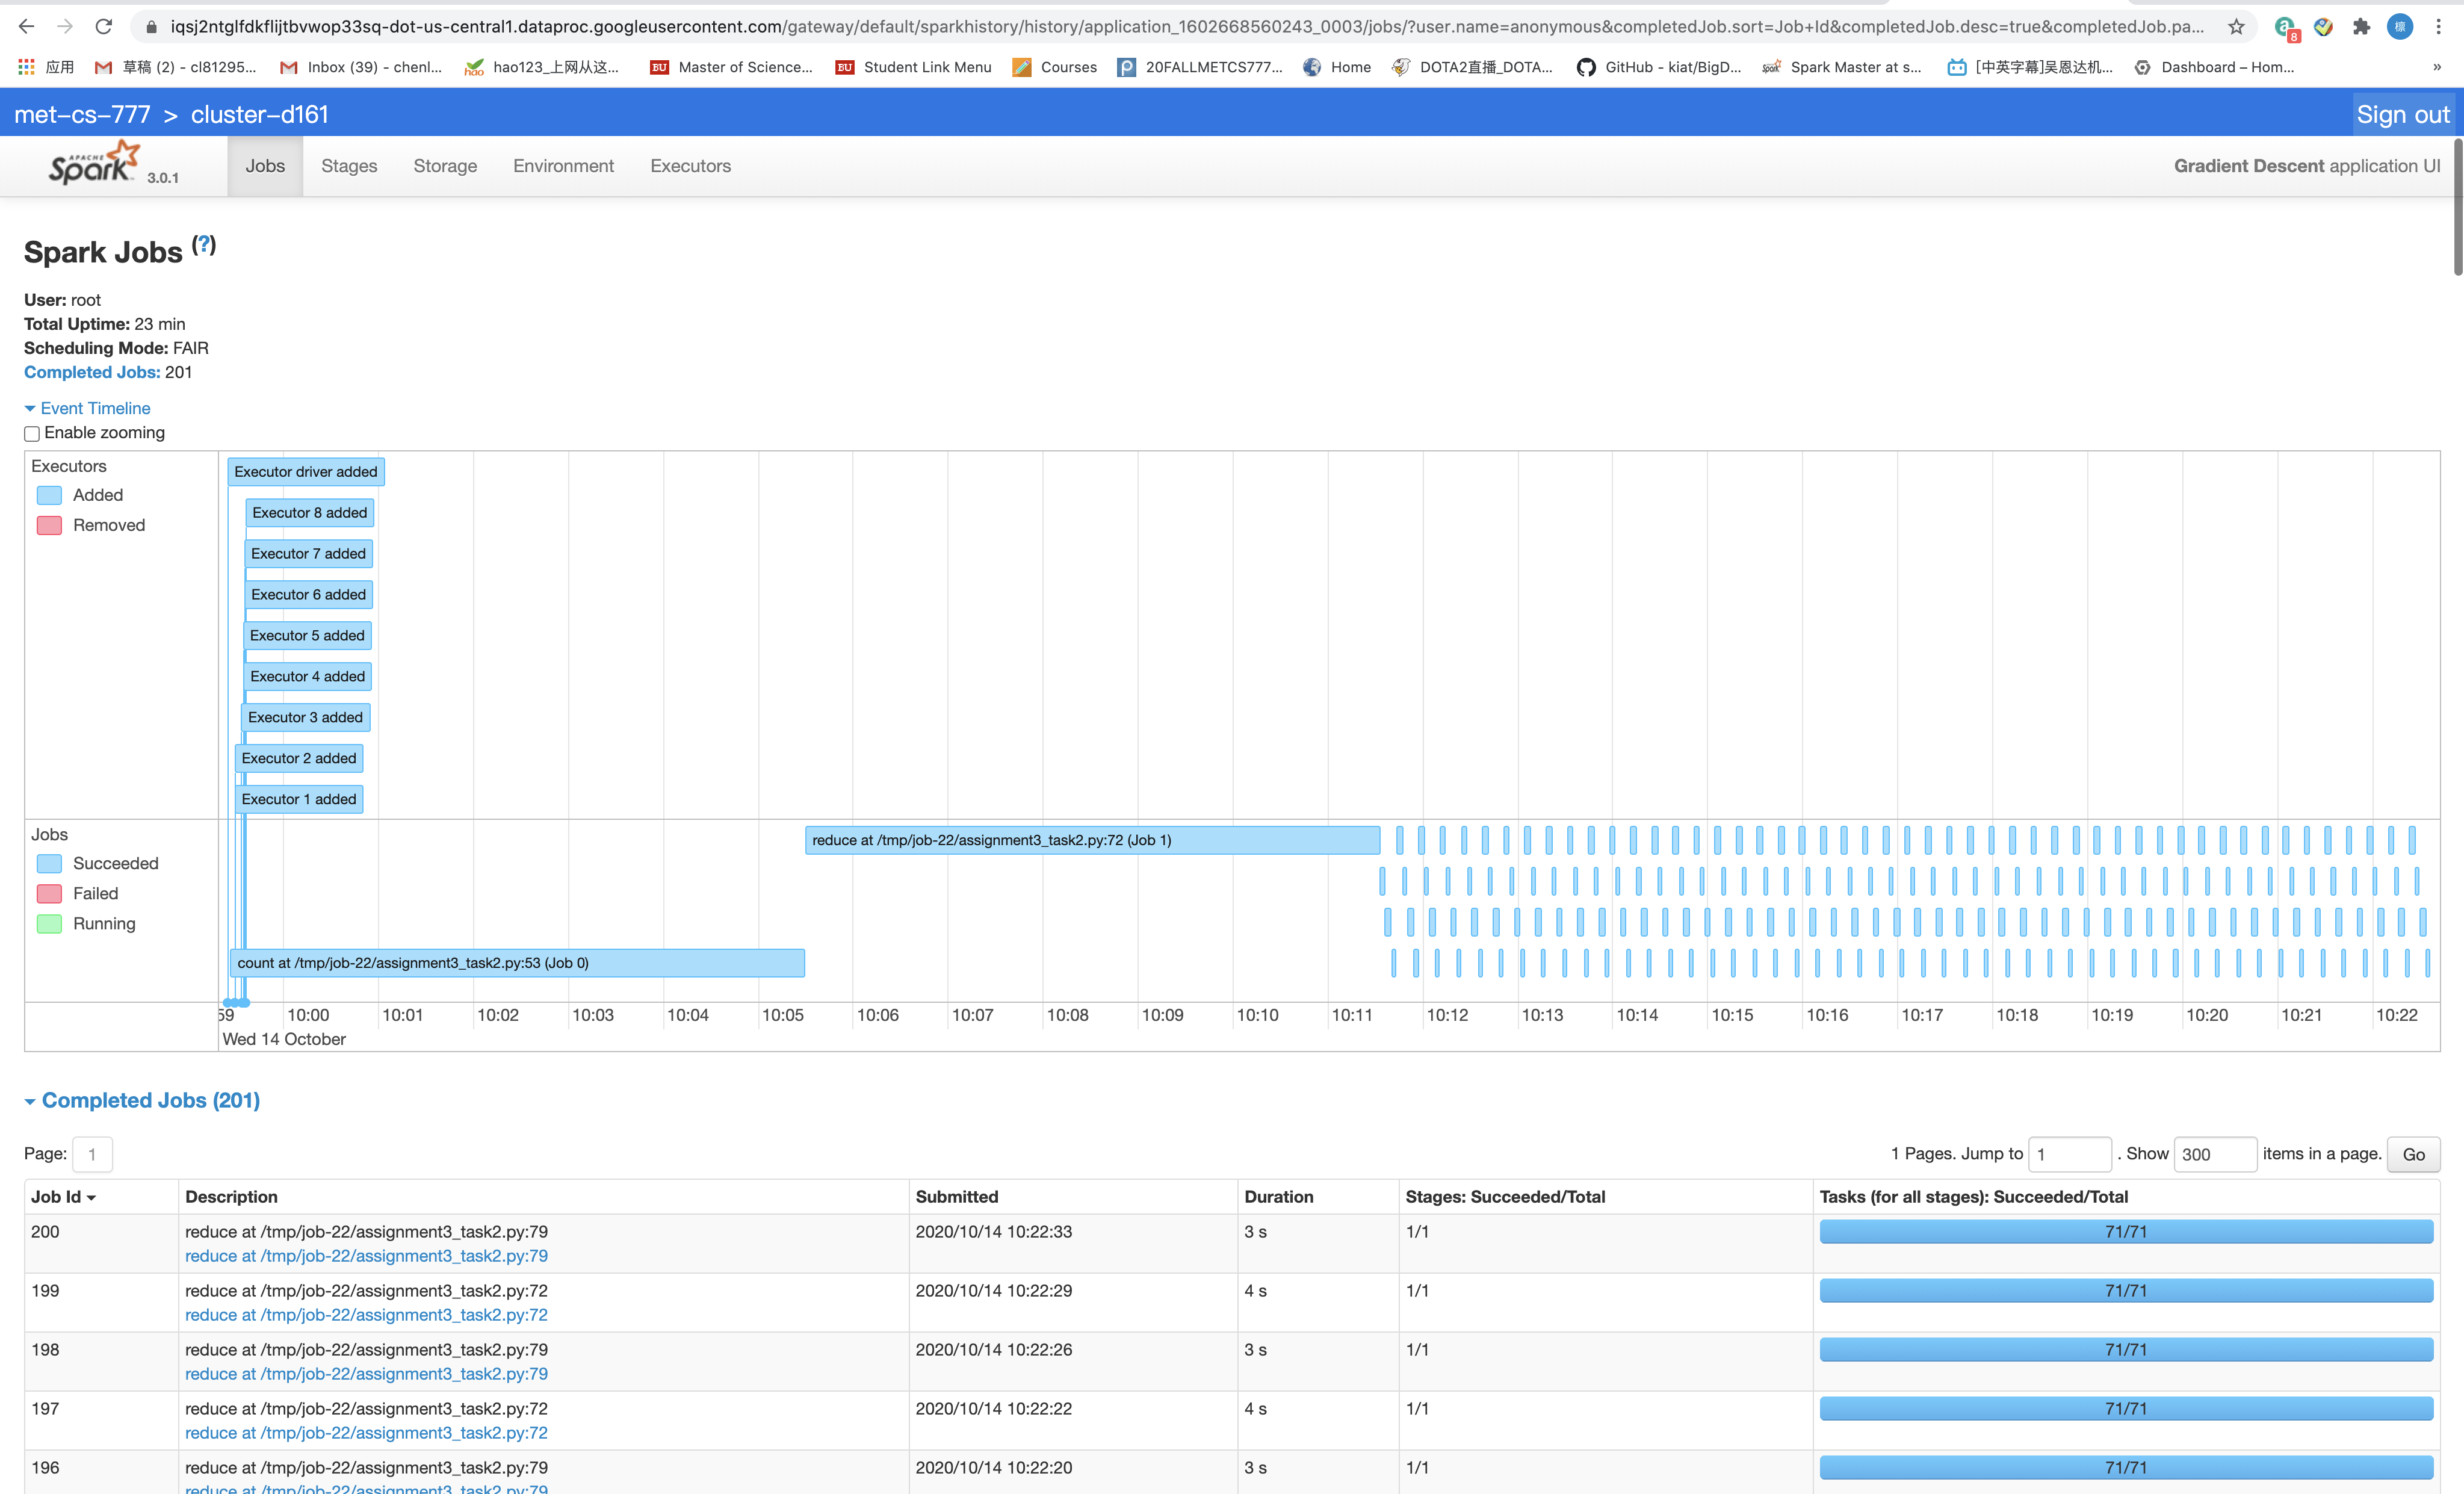 iqsj2ntglfdkflijtbvwop33sq-dot-us-central1.dataproc.googleusercontent.com/gateway/default/sparkhistory/history/application_1602668560243_0003/jobs/?user.name=anonymous&completedJob.sort=Job+Id&completedJob.desc=true&completedJob.pa...
8
檩
应用 草稿 (2) - cl81295... Inbox (39) - chenl... hao123_上网从这... BU Master of Science... BU Student Link Menu Courses 20FALLMETCS777... Home DOTA2直播_DOTA... GitHub - kiat/BigD... Spark Master at s... [中英字幕]吴恩达机... Dashboard – Hom... »
met-cs-777 > cluster-d161 Sign out
APACHE Spark 3.0.1 Jobs Stages Storage Environment Executors Gradient Descent application UI
Spark Jobs (?)
User: root
Total Uptime: 23 min
Scheduling Mode: FAIR
Completed Jobs: 201
Event Timeline
Enable zooming
Executors
Added
Removed
Executor driver added
Executor 8 added
Executor 7 added
Executor 6 added
Executor 5 added
Executor 4 added
Executor 3 added
Executor 2 added
Executor 1 added
Jobs
Succeeded
Failed
Running
reduce at /tmp/job-22/assignment3_task2.py:72 (Job 1)
count at /tmp/job-22/assignment3_task2.py:53 (Job 0)
59 10:00 10:01 10:02 10:03 10:04 10:05 10:06 10:07 10:08 10:09 10:10 10:11 10:12 10:13 10:14 10:15 10:16 10:17 10:18 10:19 10:20 10:21 10:22
Wed 14 October
Completed Jobs (201)
Page: 1 1 Pages. Jump to 1 . Show 300 items in a page. Go
Job Id Description Submitted Duration Stages: Succeeded/Total Tasks (for all stages): Succeeded/Total
200 reduce at /tmp/job-22/assignment3_task2.py:79 2020/10/14 10:22:33 3 s 1/1 71/71
reduce at /tmp/job-22/assignment3_task2.py:79
199 reduce at /tmp/job-22/assignment3_task2.py:72 2020/10/14 10:22:29 4 s 1/1 71/71
reduce at /tmp/job-22/assignment3_task2.py:72
198 reduce at /tmp/job-22/assignment3_task2.py:79 2020/10/14 10:22:26 3 s 1/1 71/71
reduce at /tmp/job-22/assignment3_task2.py:79
197 reduce at /tmp/job-22/assignment3_task2.py:72 2020/10/14 10:22:22 4 s 1/1 71/71
reduce at /tmp/job-22/assignment3_task2.py:72
196 reduce at /tmp/job-22/assignment3_task2.py:79 2020/10/14 10:22:20 3 s 1/1 71/71
reduce at /tmp/job-22/assignment3_task2.py:79